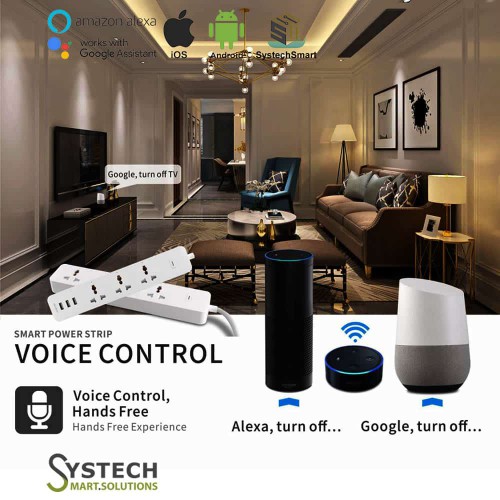 amazon alexa
works with
Google Assistant
iOS
Android
SystechSmart
Google, turn off TV
SMART POWER STRIP
VOICE CONTROL
Voice Control,
Hands Free
Hands Free Experience
Alexa, turn off...
Google, turn off...
SYSTECH
SMART.SOLUTIONS